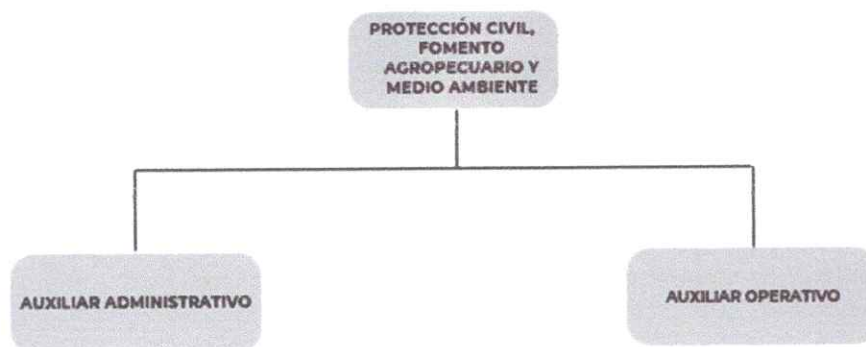 PROTECCIÓN CIVIL,
FOMENTO
AGROPECUARIO Y
MEDIO AMBIENTE
AUXILIAR ADMINISTRATIVO
AUXILIAR OPERATIVO